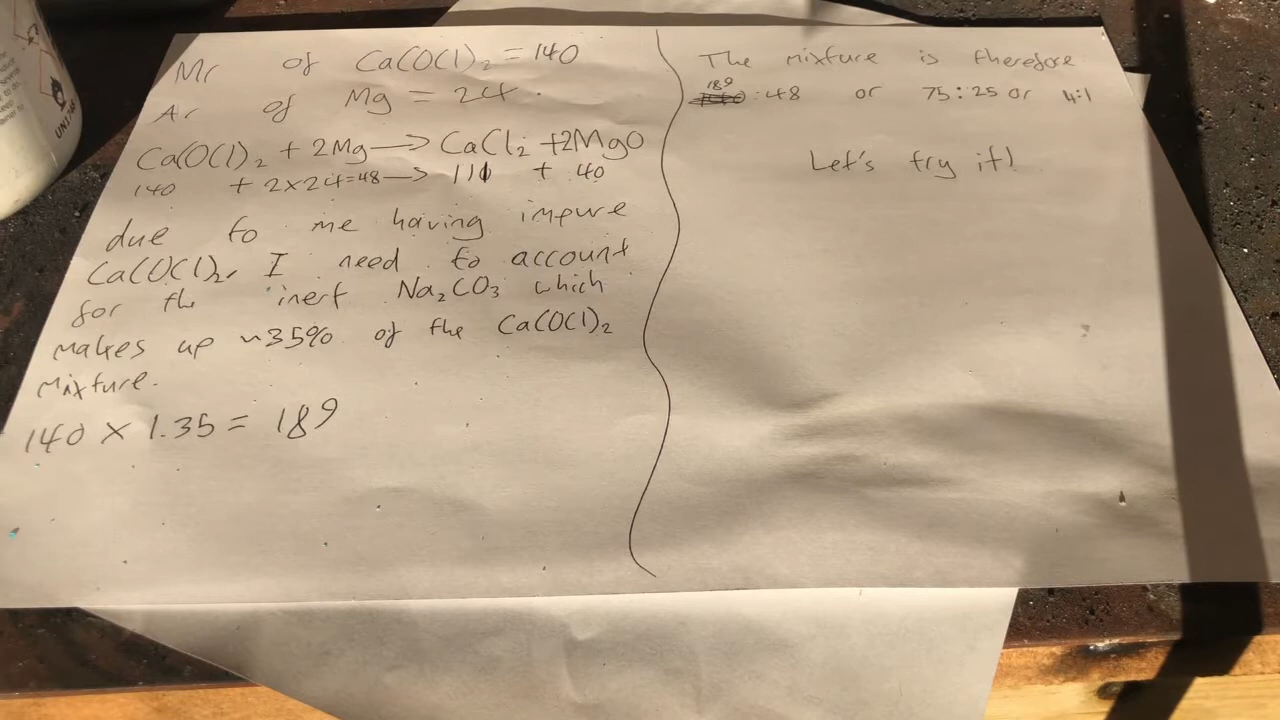 Mr of Ca(OCl)2 = 140
Ar of Mg = 24.
Ca(OCl)2 + 2Mg → CaCl2 + 2MgO
140 + 2x24=48 → 111 + 40
due to me having impure
Ca(OCl)2, I need to account
for the inert Na2CO3 which
makes up ~35% of the Ca(OCl)2
mixture.
140 x 1.35 = 189
The mixture is therefore
189:48 or 75:25 or 4:1
Let's try it!
UN1748